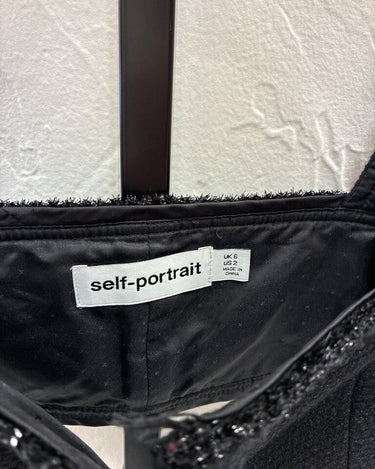 self-portrait
UK 6
US 2
MADE IN
CHINA